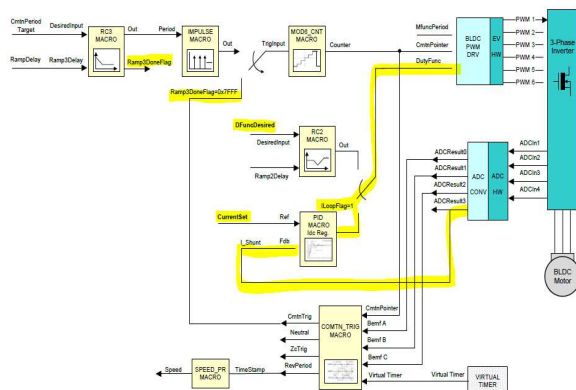 CmtnPeriod
Target
DesiredInput
RampDelay
Ramp3Delay
RC3
MACRO
Out
Period
Ramp3DoneFlag
IMPULSE
MACRO
Out
TrigInput
MOD6_CNT
MACRO
Counter
MfuncPeriod
CmtnPointer
DutyFunc
BLDC
PWM
DRV
EV
HW
PWM 1
PWM 2
PWM 3
PWM 4
PWM 5
PWM 6
3-Phase
Inverter
Ramp3DoneFlag=0x7FFF
DFuncDesired
DesiredInput
Ramp2Delay
RC2
MACRO
Out
ILoopFlag=1
CurrentSet
Ref
I_Shunt
Fdb
PID
MACRO
Idc Reg.
ADCResult0
ADCResult1
ADCResult2
ADCResult3
ADC
CONV
ADC
HW
ADCIn1
ADCIn2
ADCIn3
ADCIn4
BLDC
Motor
CmtnTrig
Neutral
ZcTrig
RevPeriod
COMTN_TRIG
MACRO
CmtnPointer
Bemf A
Bemf B
Bemf C
Virtual Timer
Virtual Timer
VIRTUAL
TIMER
Speed
SPEED_PR
MACRO
TimeStamp